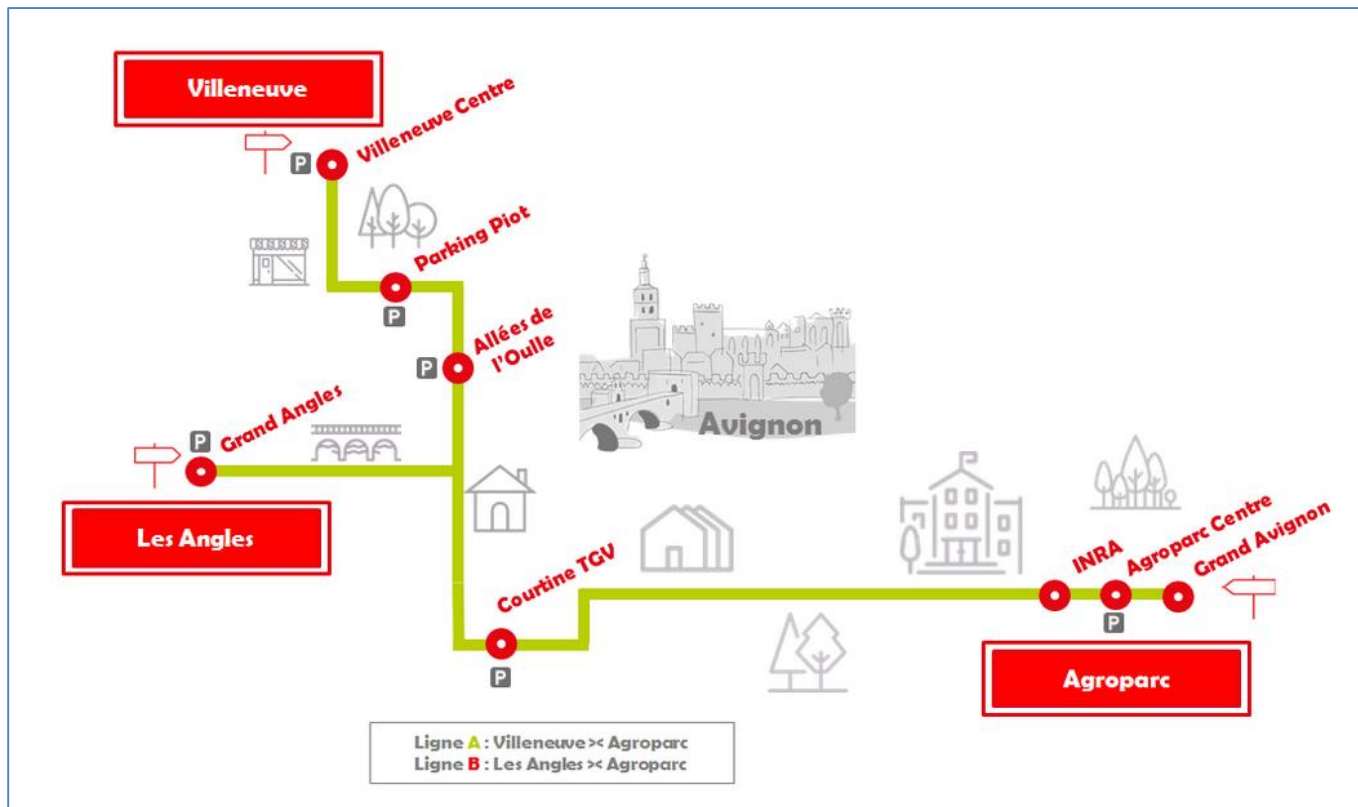 Villeneuve
Villeneuve Centre
P
Parking Piot
P
Allées de
l'Oulle
P
Grand Angles
P
Avignon
Les Angles
Courtine TGV
P
INRA
Agroparc Centre
Grand Avignon
P
Agroparc
Ligne A : Villeneuve >< Agroparc
Ligne B : Les Angles >< Agroparc